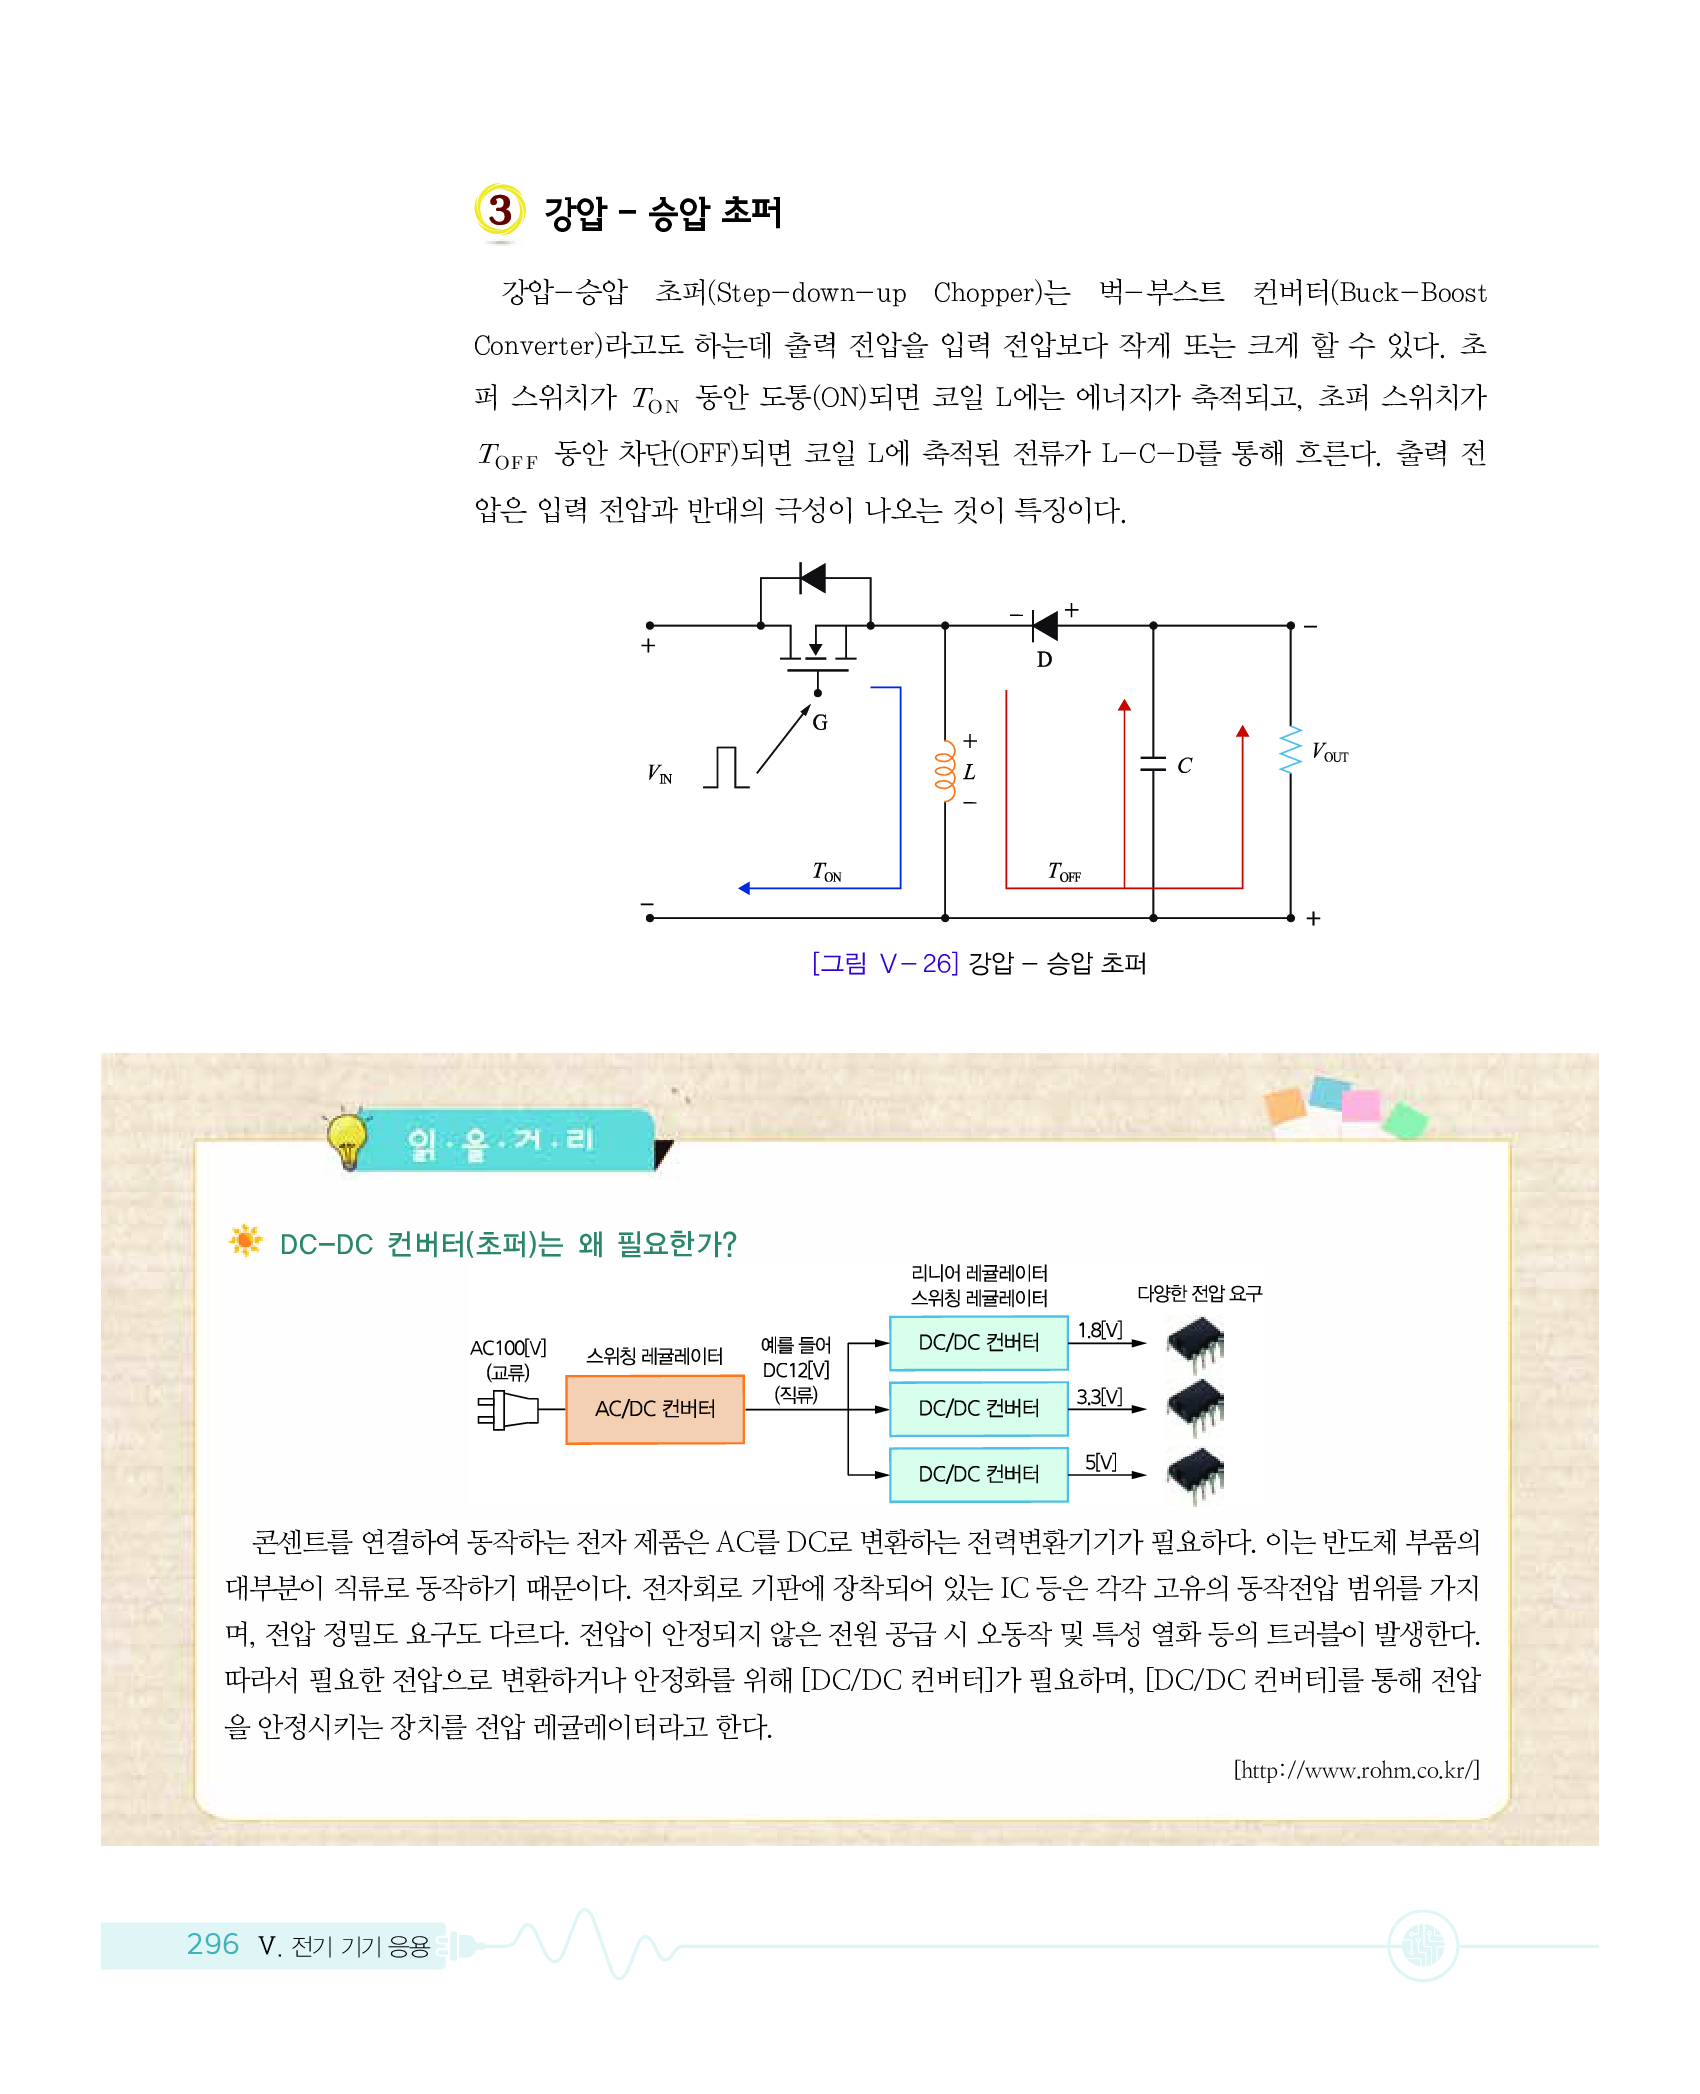 3 강압 – 승압 초퍼
강압-승압 초퍼(Step-down-up Chopper)는 벅-부스트 컨버터(Buck-Boost
Converter)라고도 하는데 출력 전압을 입력 전압보다 작게 또는 크게 할 수 있다. 초
퍼 스위치가 TON 동안 도통(ON)되면 코일 L에는 에너지가 축적되고, 초퍼 스위치가
TOFF 동안 차단(OFF)되면 코일 L에 축적된 전류가 L-C-D를 통해 흐른다. 출력 전
압은 입력 전압과 반대의 극성이 나오는 것이 특징이다.
− +
+ −
D
G
+
VIN L C VOUT
−
TON TOFF
− +
[그림 V-26] 강압 – 승압 초퍼
읽·을·거·리
DC-DC 컨버터(초퍼)는 왜 필요한가?
리니어 레귤레이터
스위칭 레귤레이터
다양한 전압 요구
AC100[V]
(교류)
스위칭 레귤레이터
AC/DC 컨버터
예를 들어
DC12[V]
(직류)
DC/DC 컨버터 1.8[V]
DC/DC 컨버터 3.3[V]
DC/DC 컨버터 5[V]
콘센트를 연결하여 동작하는 전자 제품은 AC를 DC로 변환하는 전력변환기기가 필요하다. 이는 반도체 부품의
대부분이 직류로 동작하기 때문이다. 전자회로 기판에 장착되어 있는 IC 등은 각각 고유의 동작전압 범위를 가지
며, 전압 정밀도 요구도 다르다. 전압이 안정되지 않은 전원 공급 시 오동작 및 특성 열화 등의 트러블이 발생한다.
따라서 필요한 전압으로 변환하거나 안정화를 위해 [DC/DC 컨버터]가 필요하며, [DC/DC 컨버터]를 통해 전압
을 안정시키는 장치를 전압 레귤레이터라고 한다.
[http://www.rohm.co.kr/]
296 V. 전기 기기 응용